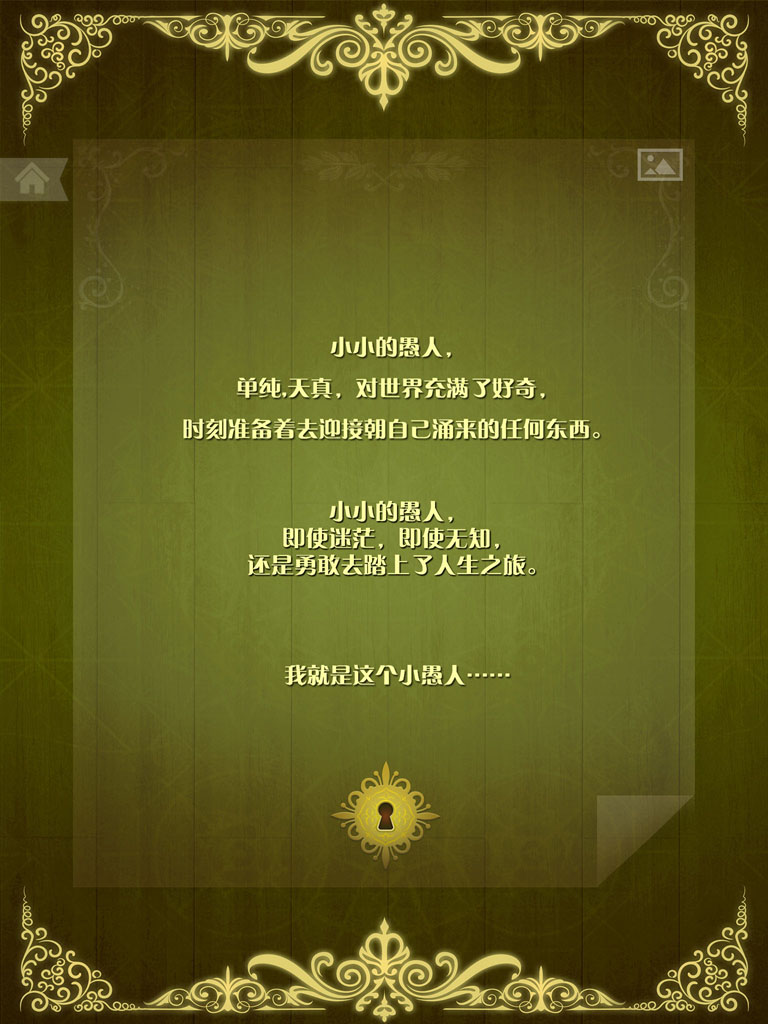 小小的愚人，
单纯,天真，对世界充满了好奇，
时刻准备着去迎接朝自己涌来的任何东西。
小小的愚人，
即使迷茫，即使无知，
还是勇敢去踏上了人生之旅。
我就是这个小愚人……